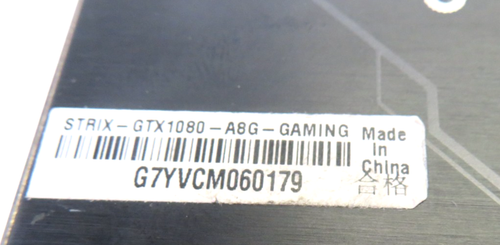 STRIX-GTX1080-A8G-GAMING
Made
in
China
G7YVCM060179
合格